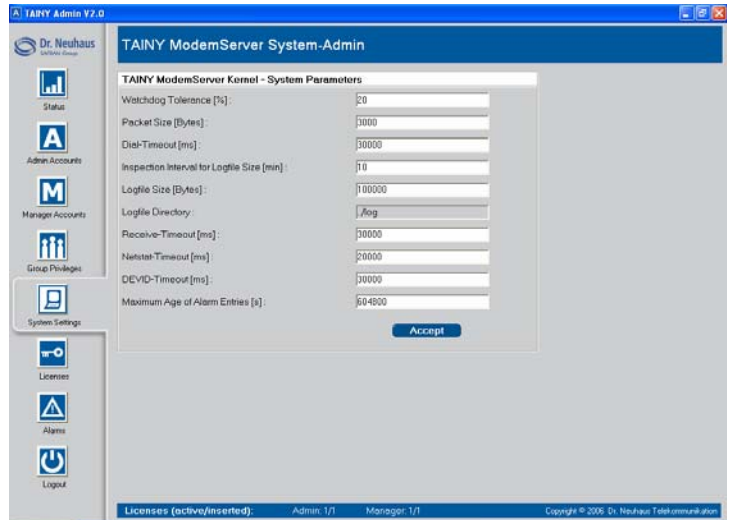 TAINY Admin V2.0
Dr. Neuhaus
TAINY ModemServer System-Admin
Status
Admin Accounts
Manager Accounts
Group Privileges
System Settings
Licenses
Alarms
Logout
TAINY ModemServer Kernel - System Parameters
Watchdog Tolerance [%] : 20
Packet Size [Bytes] : 3000
Dial-Timeout [ms] : 30000
Inspection Interval for Logfile Size [min] : 10
Logfile Size [Bytes] : 100000
Logfile Directory : ./log
Receive-Timeout [ms] : 30000
Netstat-Timeout [ms] : 20000
DEVID-Timeout [ms] : 30000
Maximum Age of Alarm Entries [s] : 604800
Accept
Licenses (active/inserted): Admin: 1/1 Manager: 1/1 Copyright © 2006 Dr. Neuhaus Telekommunikation